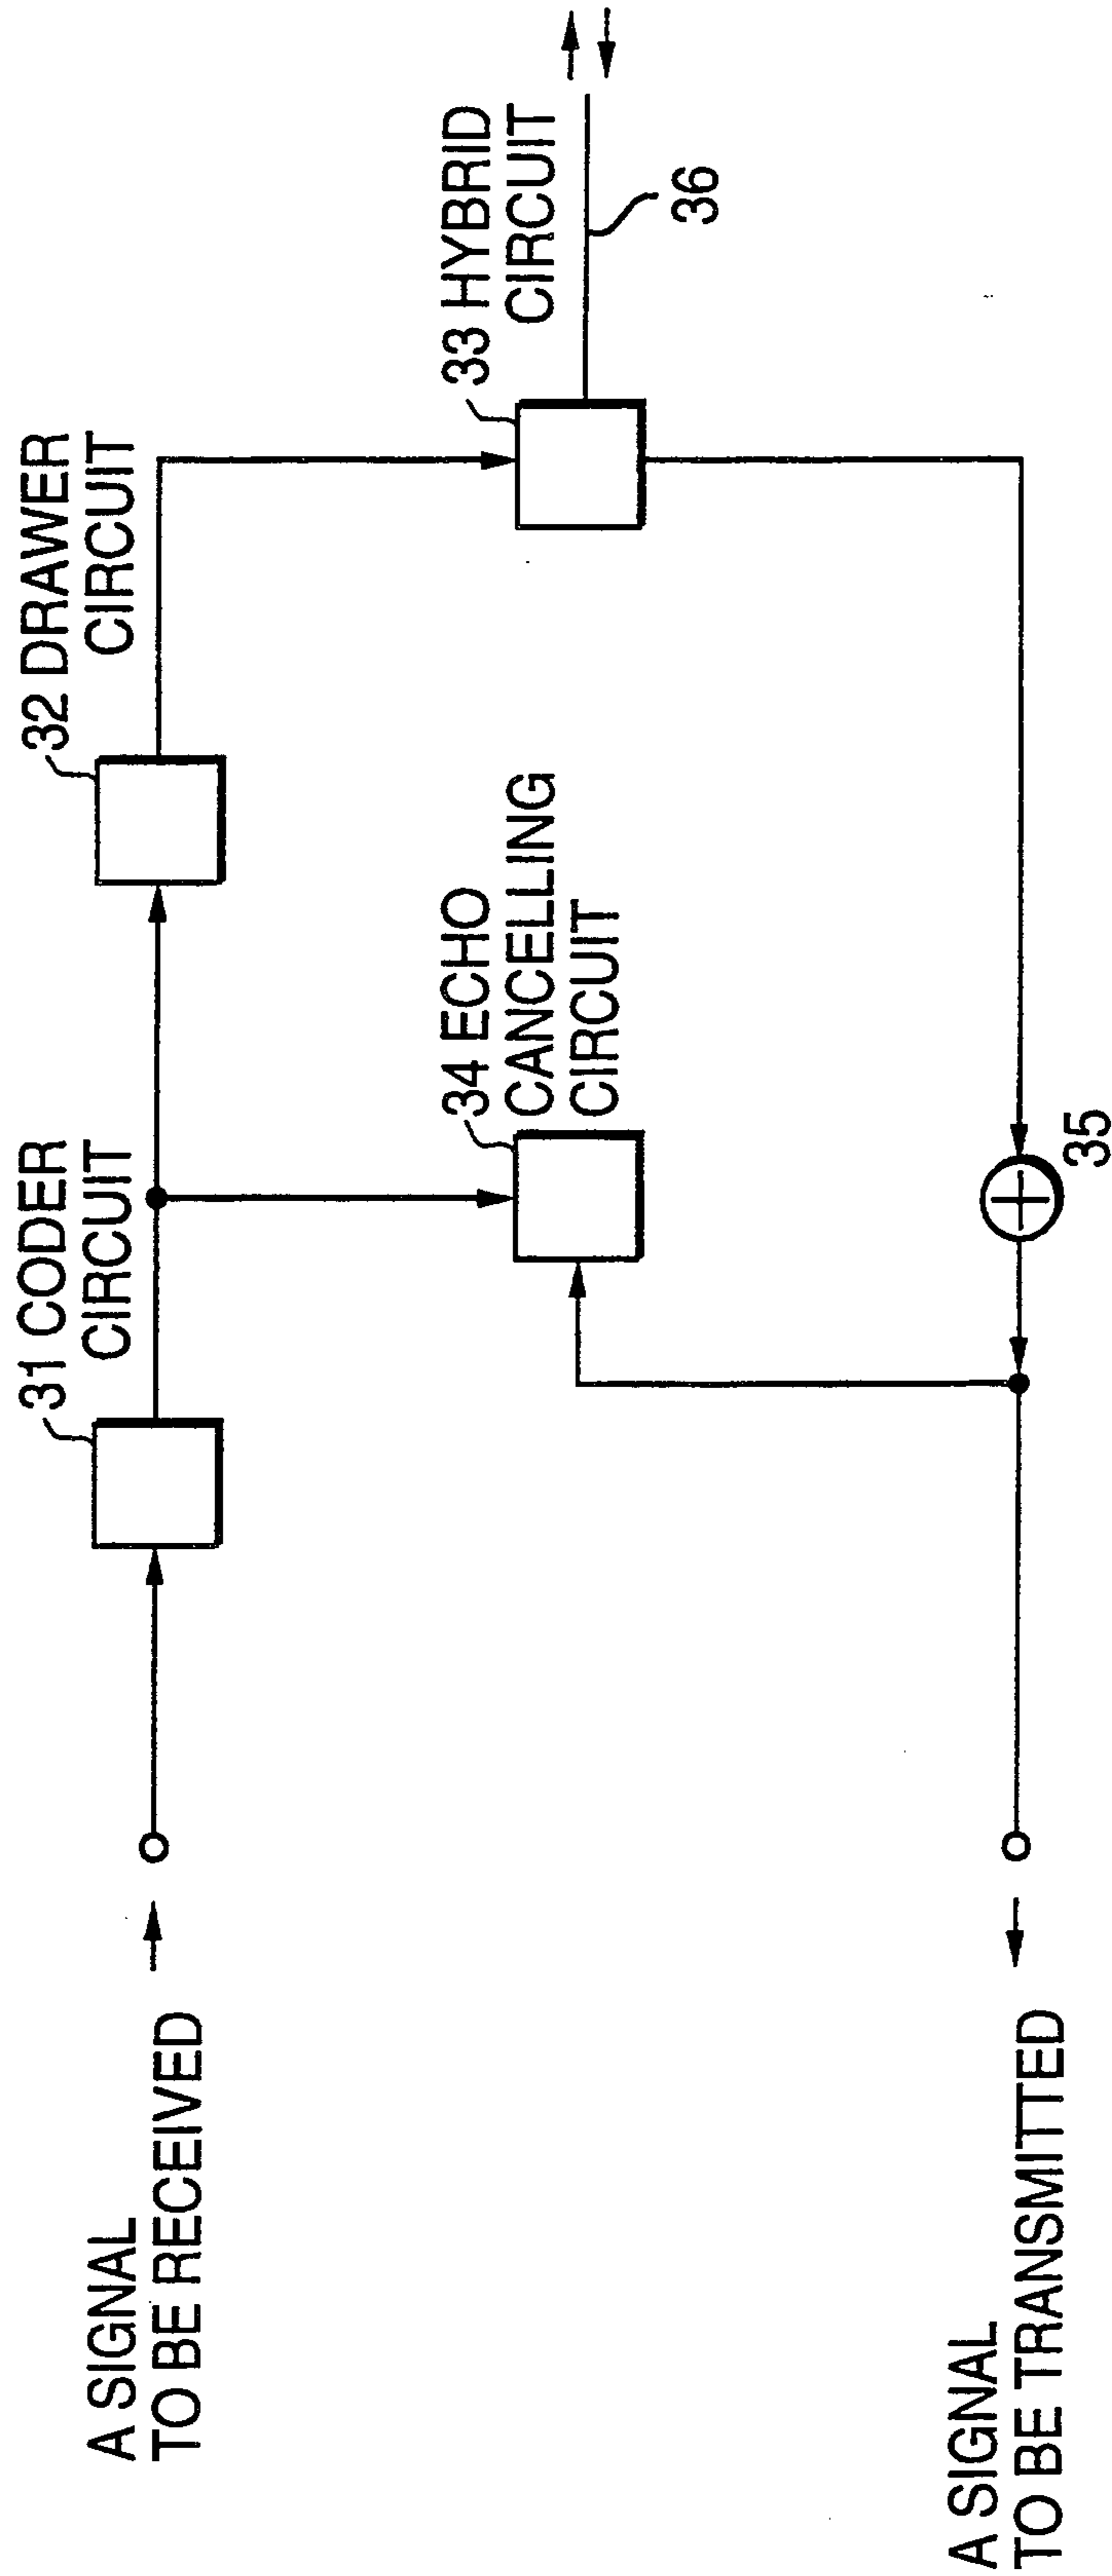 A SIGNAL
TO BE RECEIVED
31 CODER
CIRCUIT
32 DRAWER
CIRCUIT
34 ECHO
CANCELLING
CIRCUIT
33 HYBRID
CIRCUIT
36
35
A SIGNAL
TO BE TRANSMITTED